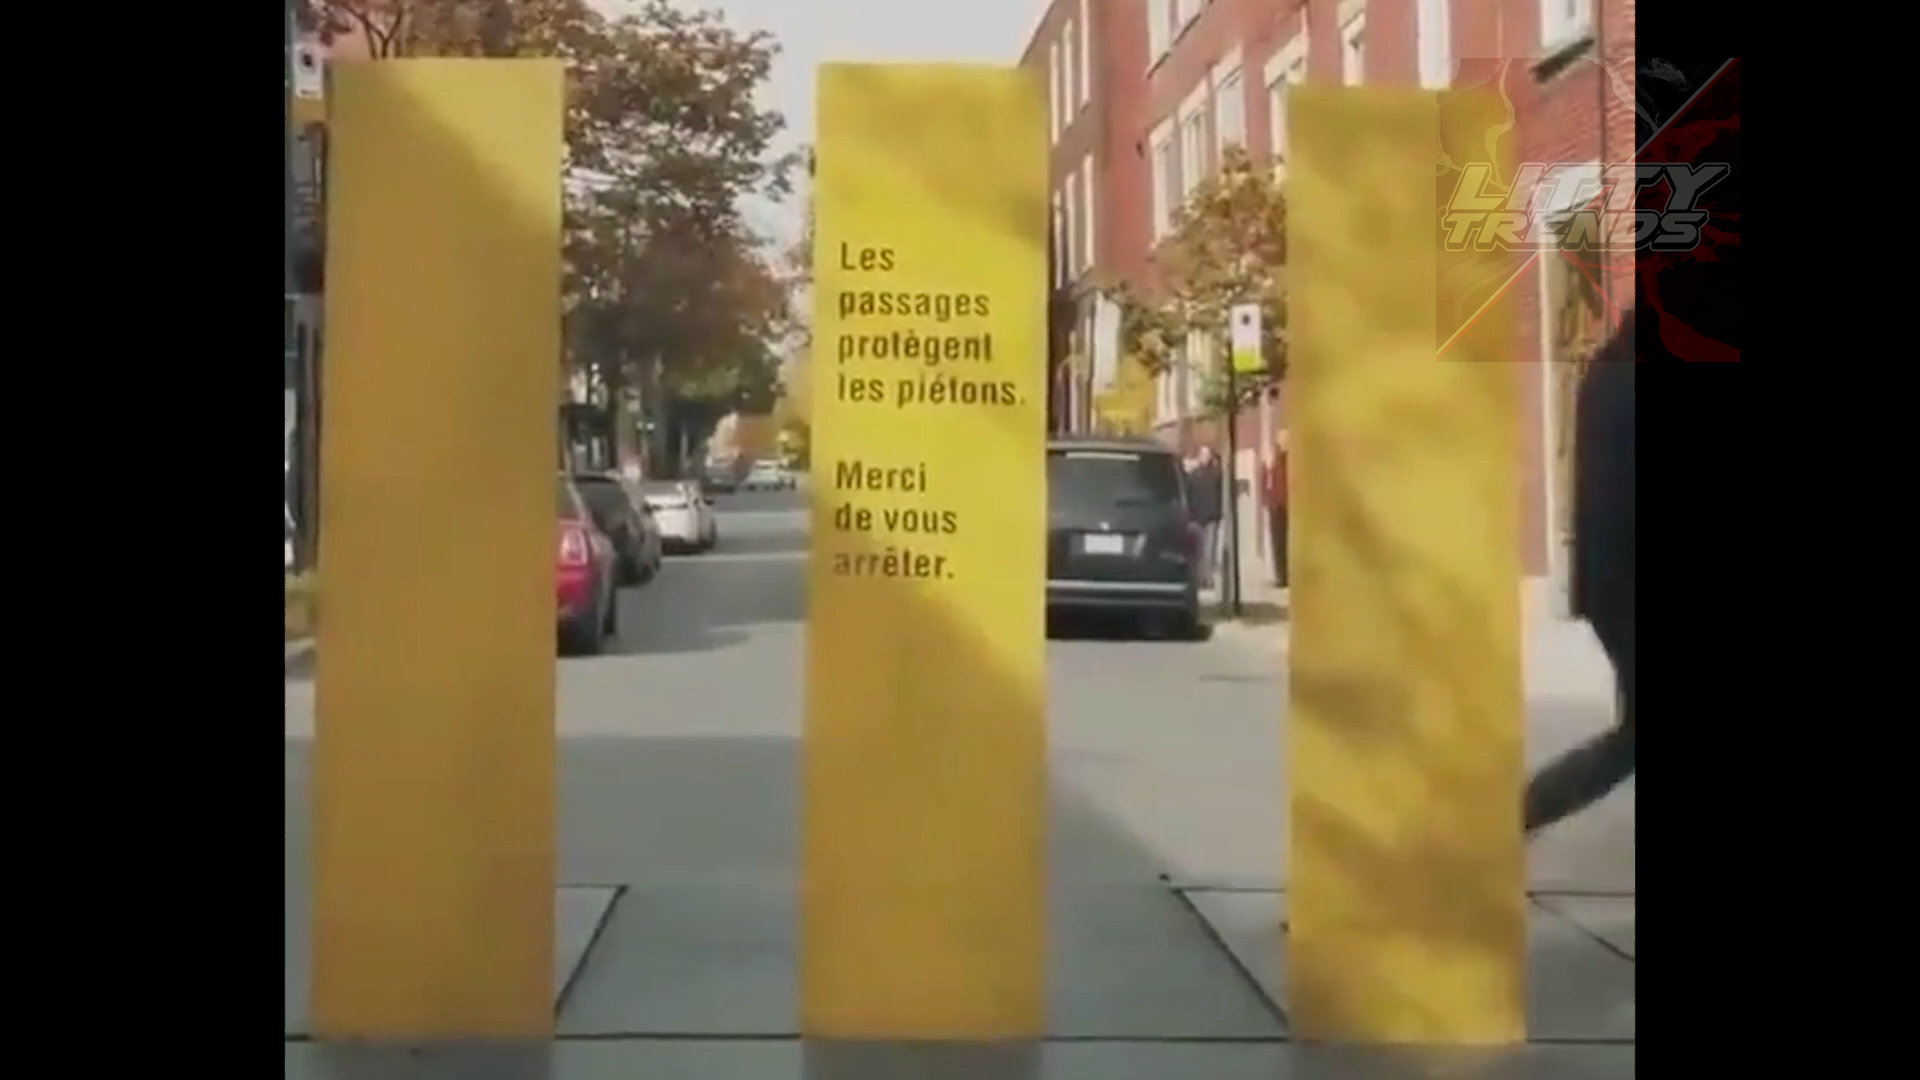 Les
passages
protègent
les piétons.
Merci
de vous
arrêter.
LITTY
TRENDS